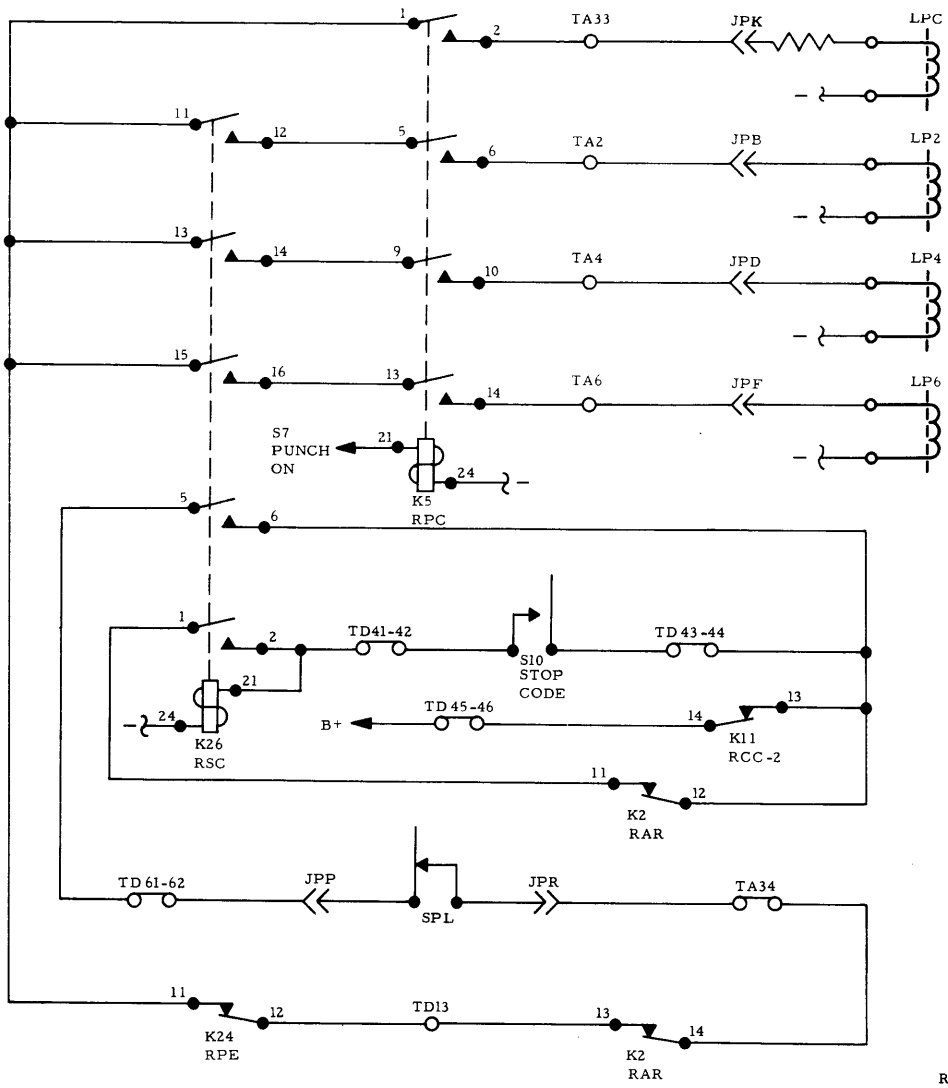 1 2 TA33 JPK LPC
—
11 12 5 6 TA2 JPB LP2
—
13 14 9 10 TA4 JPD LP4
—
15 16 13 14 TA6 JPF LP6
—
S7
PUNCH
ON
21
24 —
K5
RPC
5 6
1 2 TD41-42
S10
STOP
CODE
TD43-44
21
— 24
K26
RSC
B+ TD 45-46 14 13
K11
RCC-2
11 12
K2
RAR
TD 61-62 JPP SPL JPR TA34
11 12
K24
RPE
TD13
13 14
K2
RAR
R